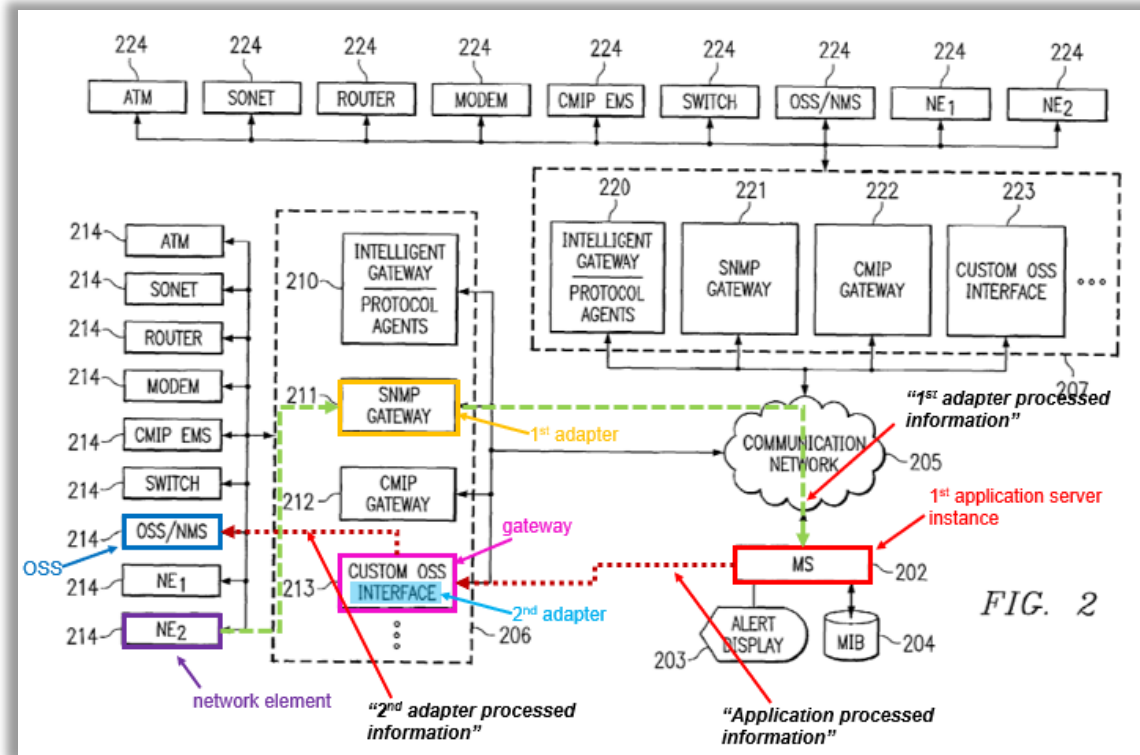 224 224 224 224 224 224 224 224 224
ATM SONET ROUTER MODEM CMIP EMS SWITCH OSS/NMS NE1 NE2
220 221 222 223
INTELLIGENT
GATEWAY
PROTOCOL
AGENTS
SNMP
GATEWAY
CMIP
GATEWAY
CUSTOM OSS
INTERFACE
207
214 ATM
214 SONET
214 ROUTER
214 MODEM
214 CMIP EMS
214 SWITCH
214 OSS/NMS
OSS
214 NE1
214 NE2
network element
210
INTELLIGENT
GATEWAY
PROTOCOL
AGENTS
211
SNMP
GATEWAY
1st adapter
212
CMIP
GATEWAY
gateway
213
CUSTOM OSS
INTERFACE
2nd adapter
206
"2nd adapter processed
information"
"1st adapter processed
information"
COMMUNICATION
NETWORK
205
1st application server
instance
MS
202
ALERT
DISPLAY
203
MIB
204
FIG. 2
"Application processed
information"